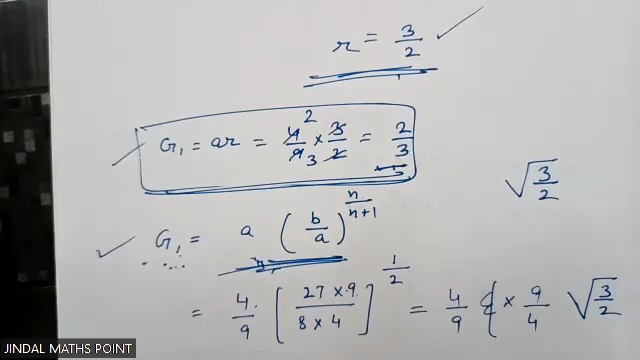 r = 3/2 ✓
G₁ = ar = 4/9 × 3/2 = 2/3
√(3/2)
✓ G₁ = a (b/a)^(n/(n+1))
= 4/9 [ (27 × 9)/(8 × 4) ]^(1/2) = 4/9 × 9/4 √(3/2)
JINDAL MATHS POINT